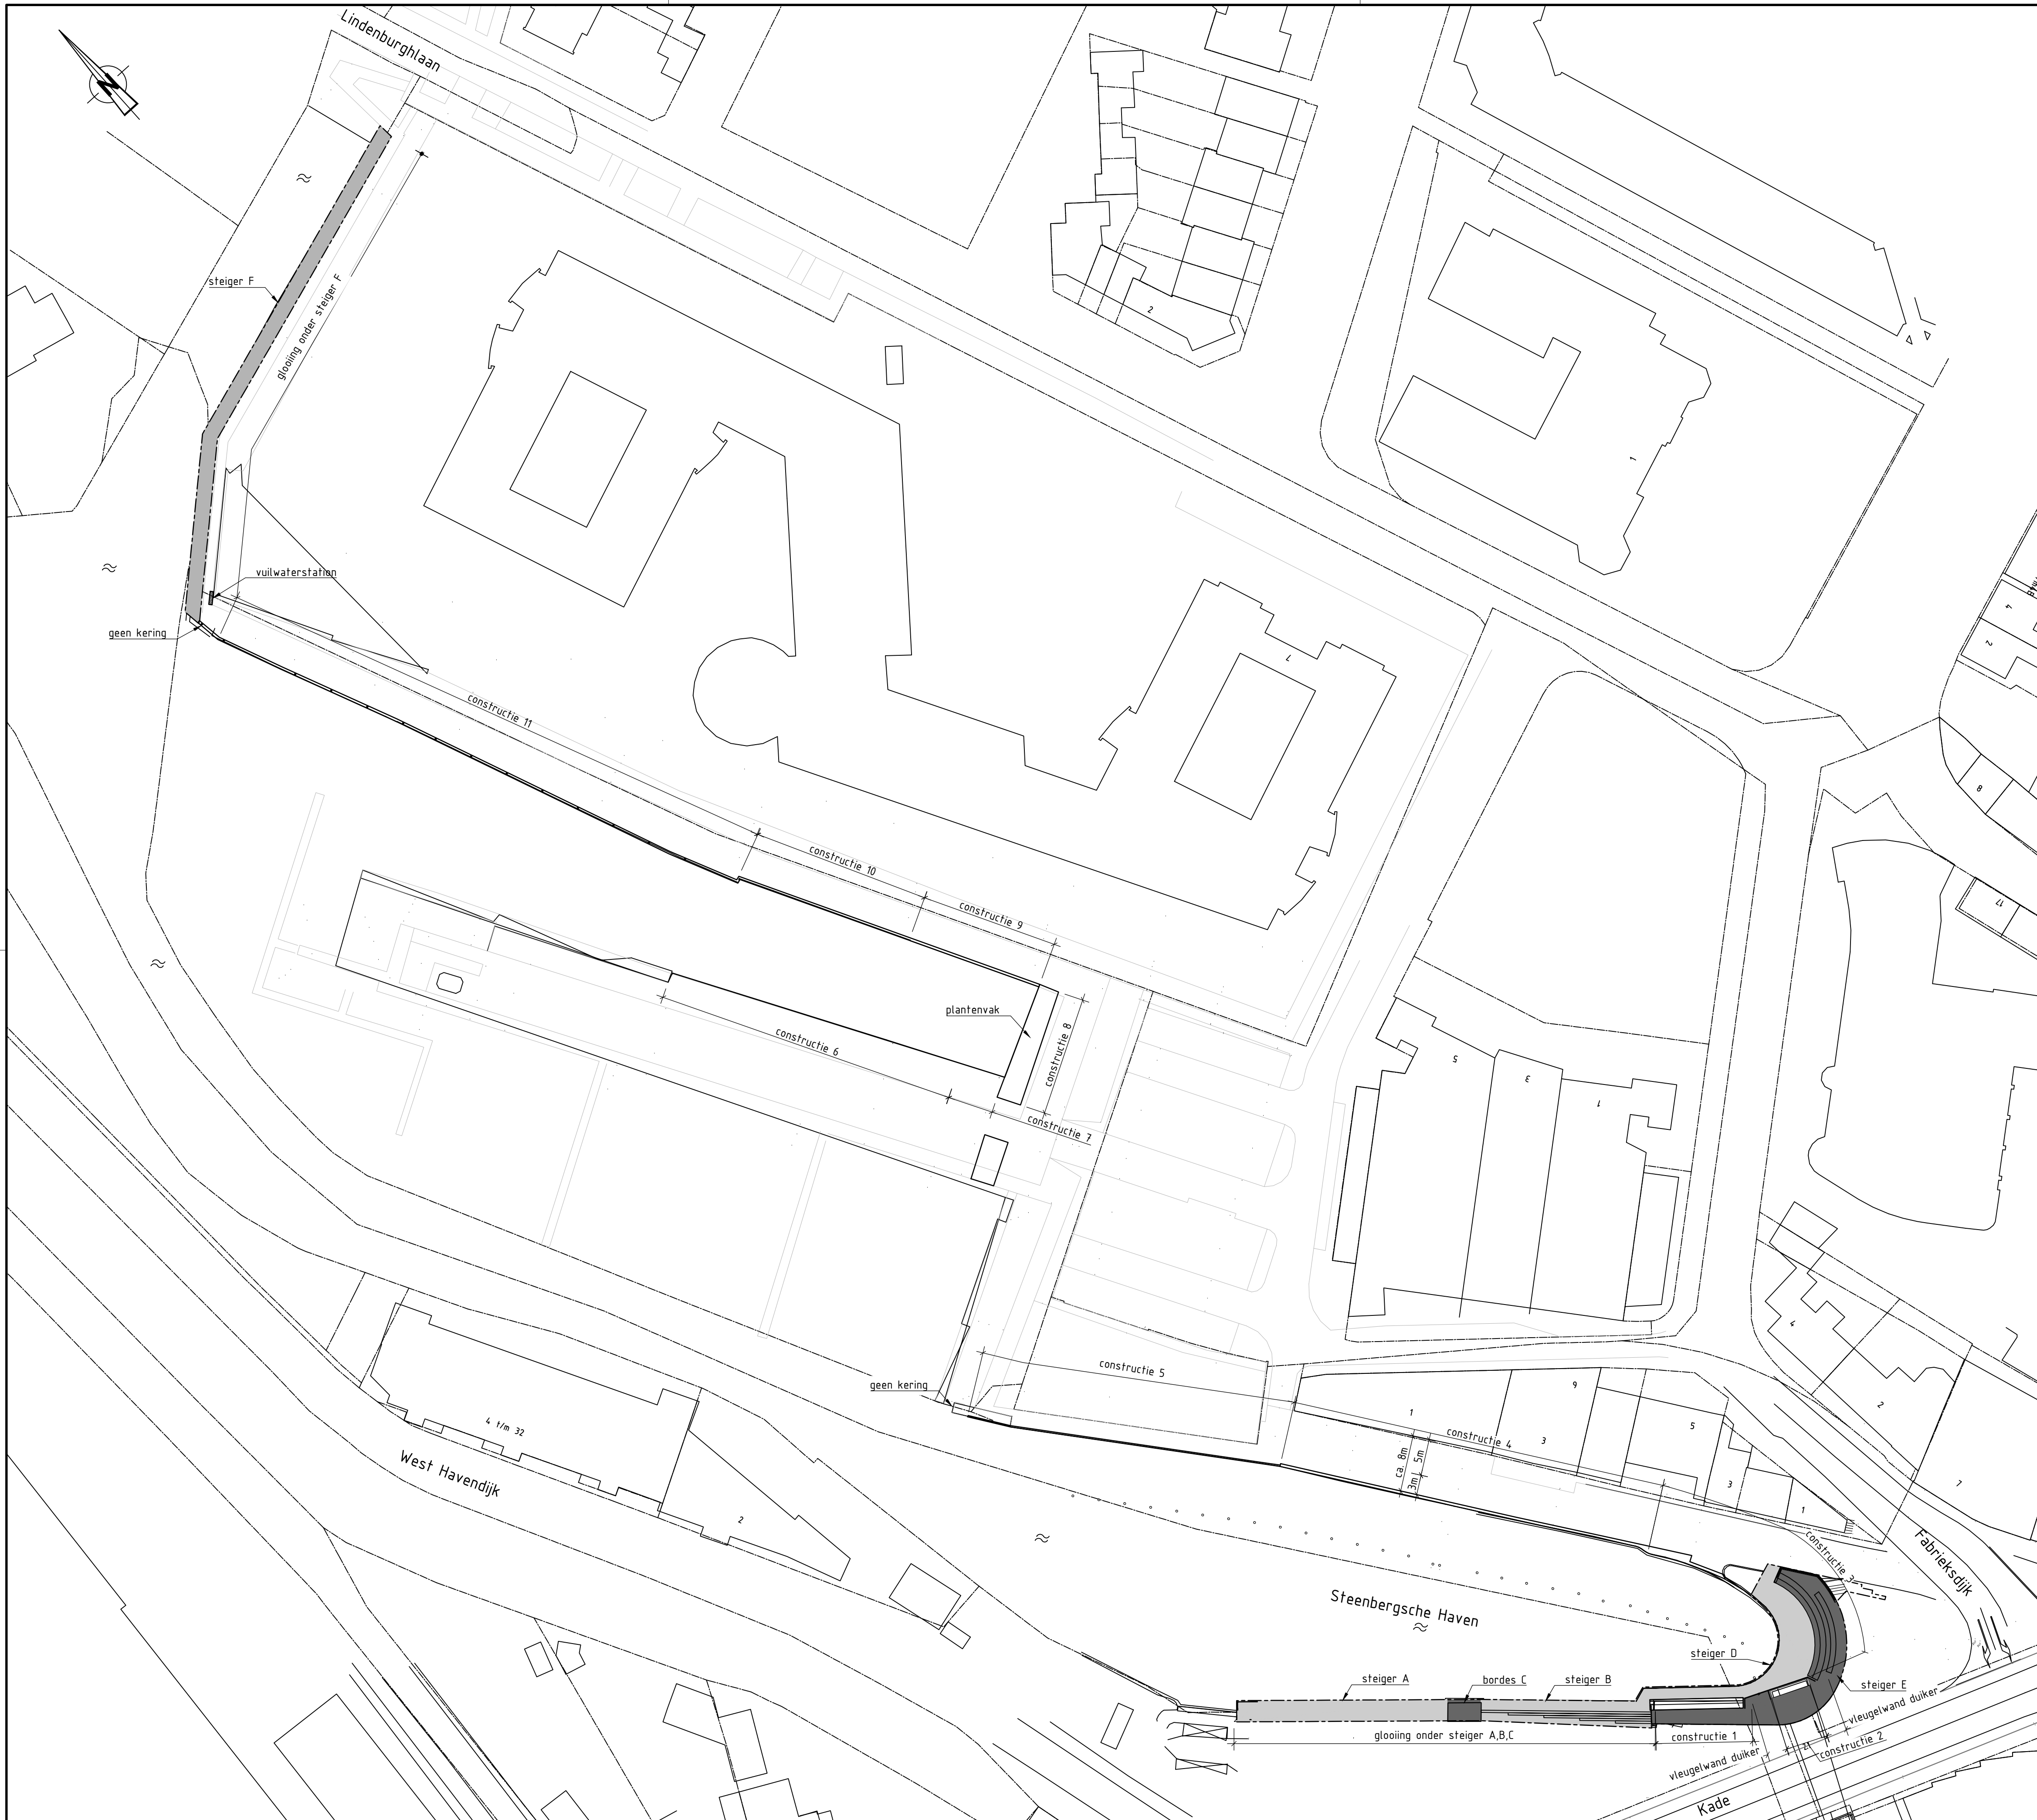 Lindenburghlaan
N
steiger F
glooiing onder steiger F
2
1
vuilwaterstation
geen kering
4
2
7
constructie 11
8
constructie 10
17
constructie 9
plantenvak
constructie 8
constructie 6
5
3
1
constructie 7
4
constructie 5
geen kering
2
9
1
3
5
4 t/m 32
constructie 4
West Havendijk
ca. 8m
3m
5m
3
7
1
2
Fabrieksdijk
constructie 3
Steenbergsche Haven
steiger D
steiger A
bordes C
steiger B
steiger E
vleugelwand duiker
glooiing onder steiger A,B,C
constructie 1
constructie 2
vleugelwand duiker
Kade